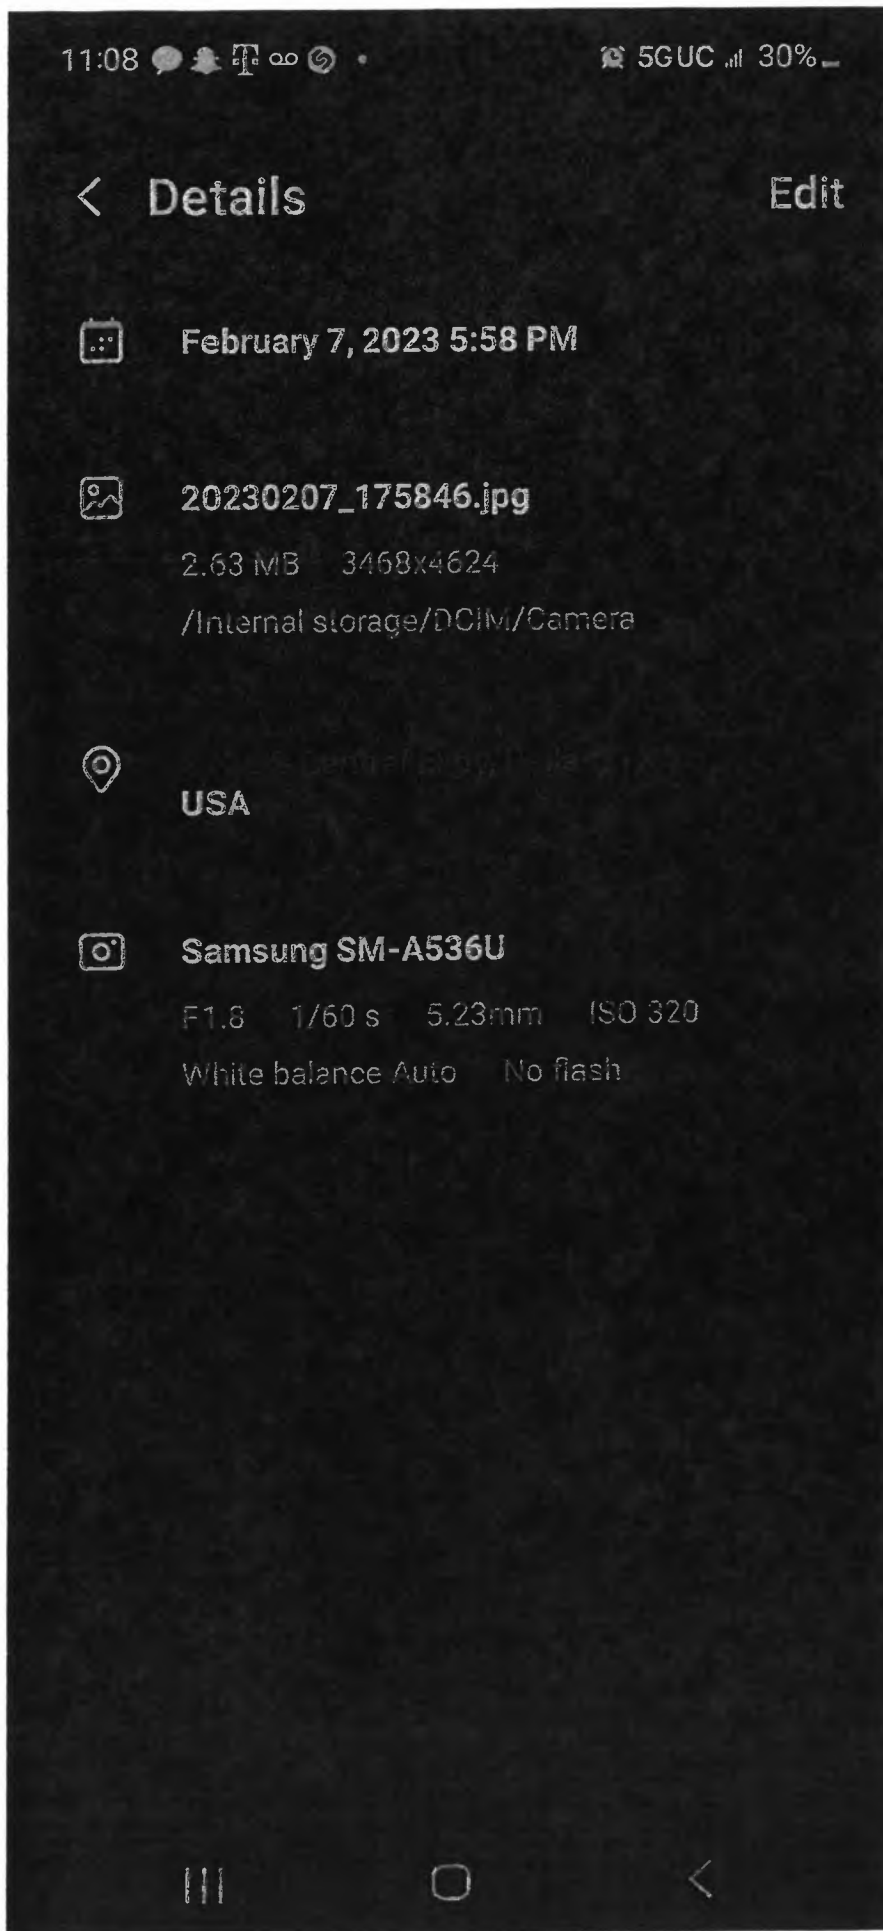 11:08 5GUC 30%
Details Edit
February 7, 2023 5:58 PM
20230207_175846.jpg
2.63 MB 3468x4624
/Internal storage/DCIM/Camera
USA
Samsung SM-A536U
F1.8 1/60 s 5.23mm ISO 320
White balance Auto No flash